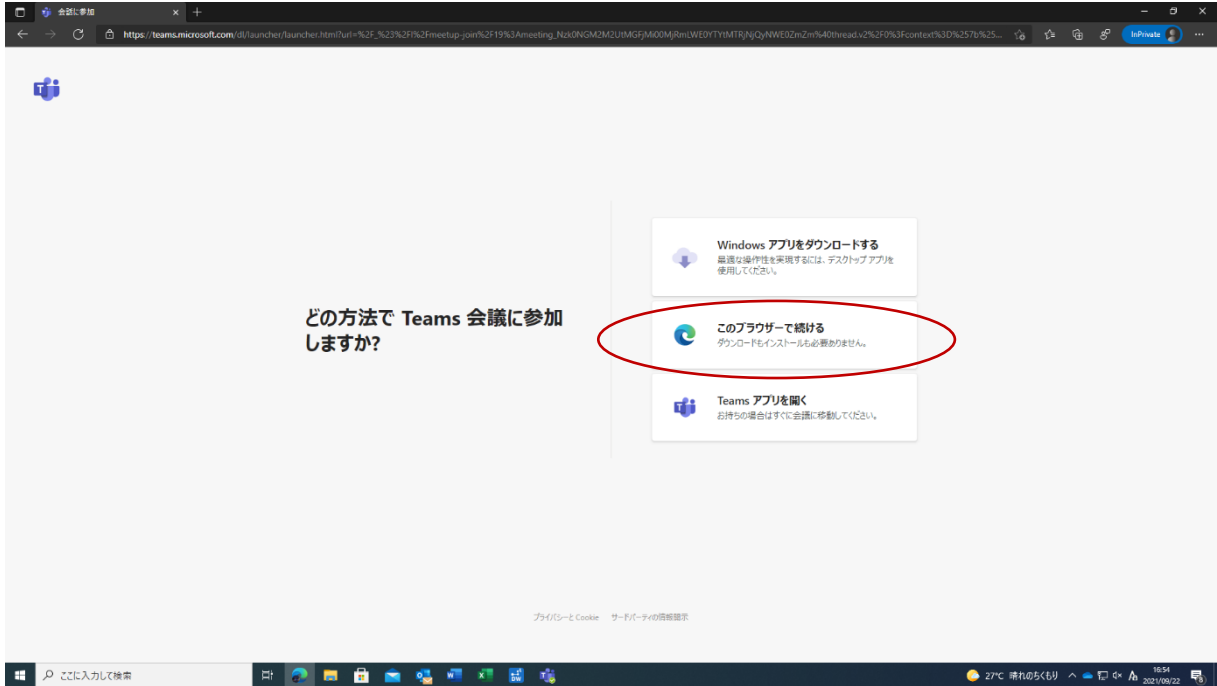 会議に参加
https://teams.microsoft.com/dl/launcher/launcher.html?url=%2F_%23%2Fl%2Fmeetup-join%2F19%3Ameeting_
InPrivate
Windows アプリをダウンロードする
最適な操作性を実現するには、デスクトップ アプリを
使用してください。
どの方法で Teams 会議に参加
しますか?
このブラウザーで続ける
ダウンロードもインストールも必要ありません。
Teams アプリを開く
お持ちの場合はすぐに会議に移動してください。
プライバシーと Cookie サードパーティの情報開示
ここに入力して検索
27°C 晴れのちくもり
A
16:54
2021/09/22